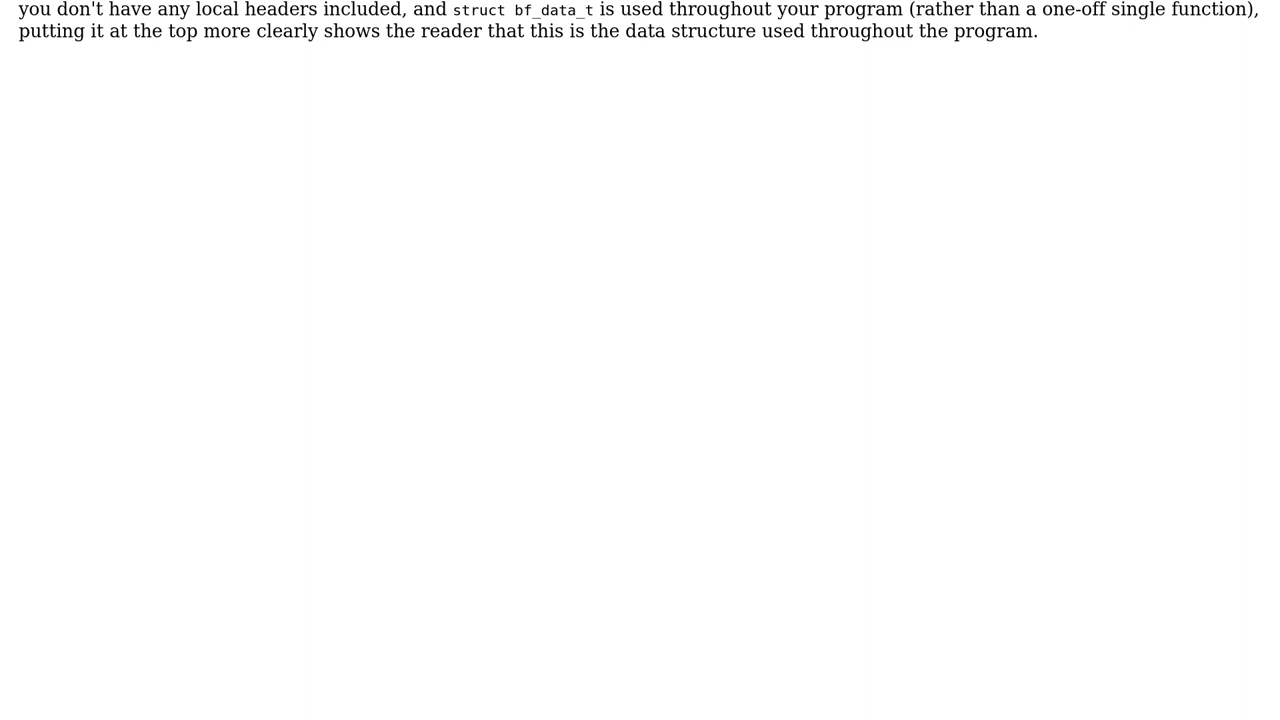 you don't have any local headers included, and struct bf_data_t is used throughout your program (rather than a one-off single function),
putting it at the top more clearly shows the reader that this is the data structure used throughout the program.